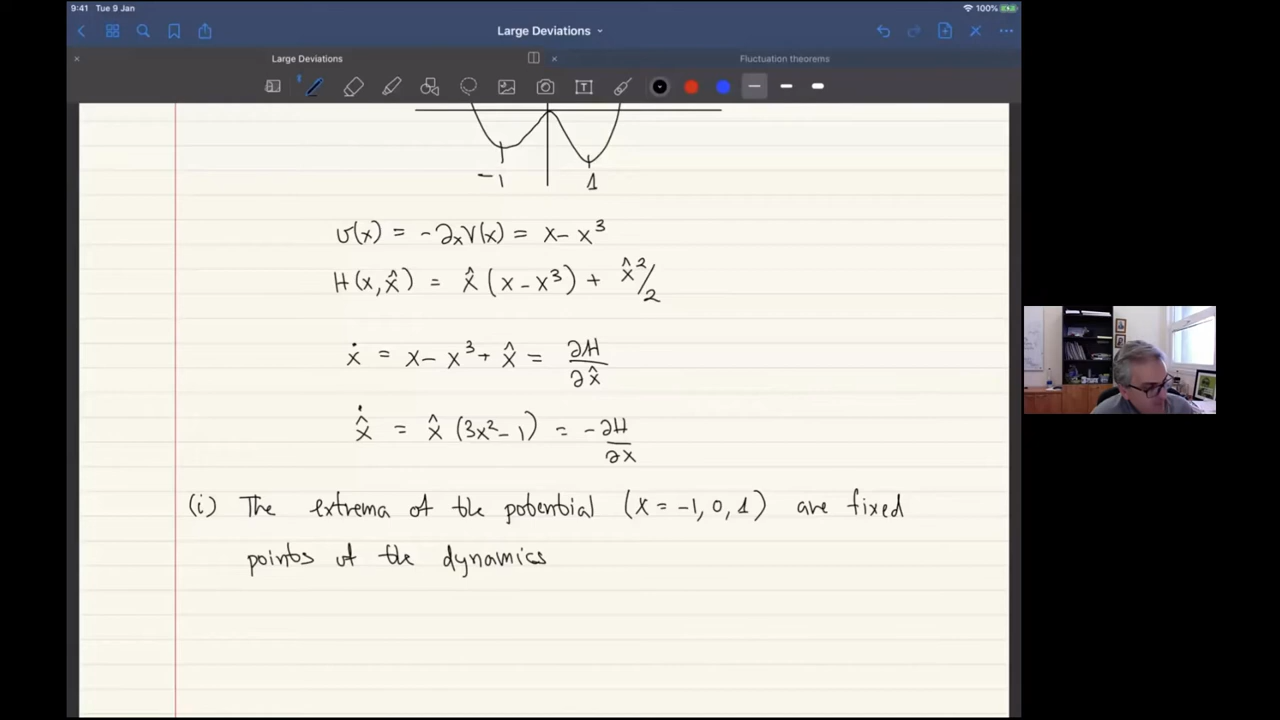 9:41 Tue 9 Jan 100%
Large Deviations
Large Deviations Fluctuation theorems
-1 1
v(x) = -∂ₓV(x) = x - x³
H(x, x̂) = x̂ (x - x³) + x̂²/2
ẋ = x - x³ + x̂ = ∂H/∂x̂
x̂̇ = x̂ (3x² - 1) = -∂H/∂x
(i) The extrema of the potential (x = -1, 0, 1) are fixed
points of the dynamics